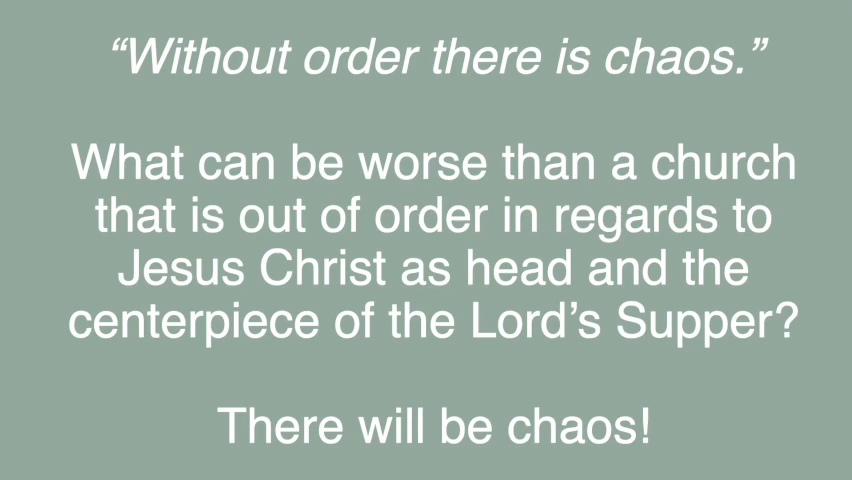 “Without order there is chaos.”
What can be worse than a church
that is out of order in regards to
Jesus Christ as head and the
centerpiece of the Lord’s Supper?
There will be chaos!